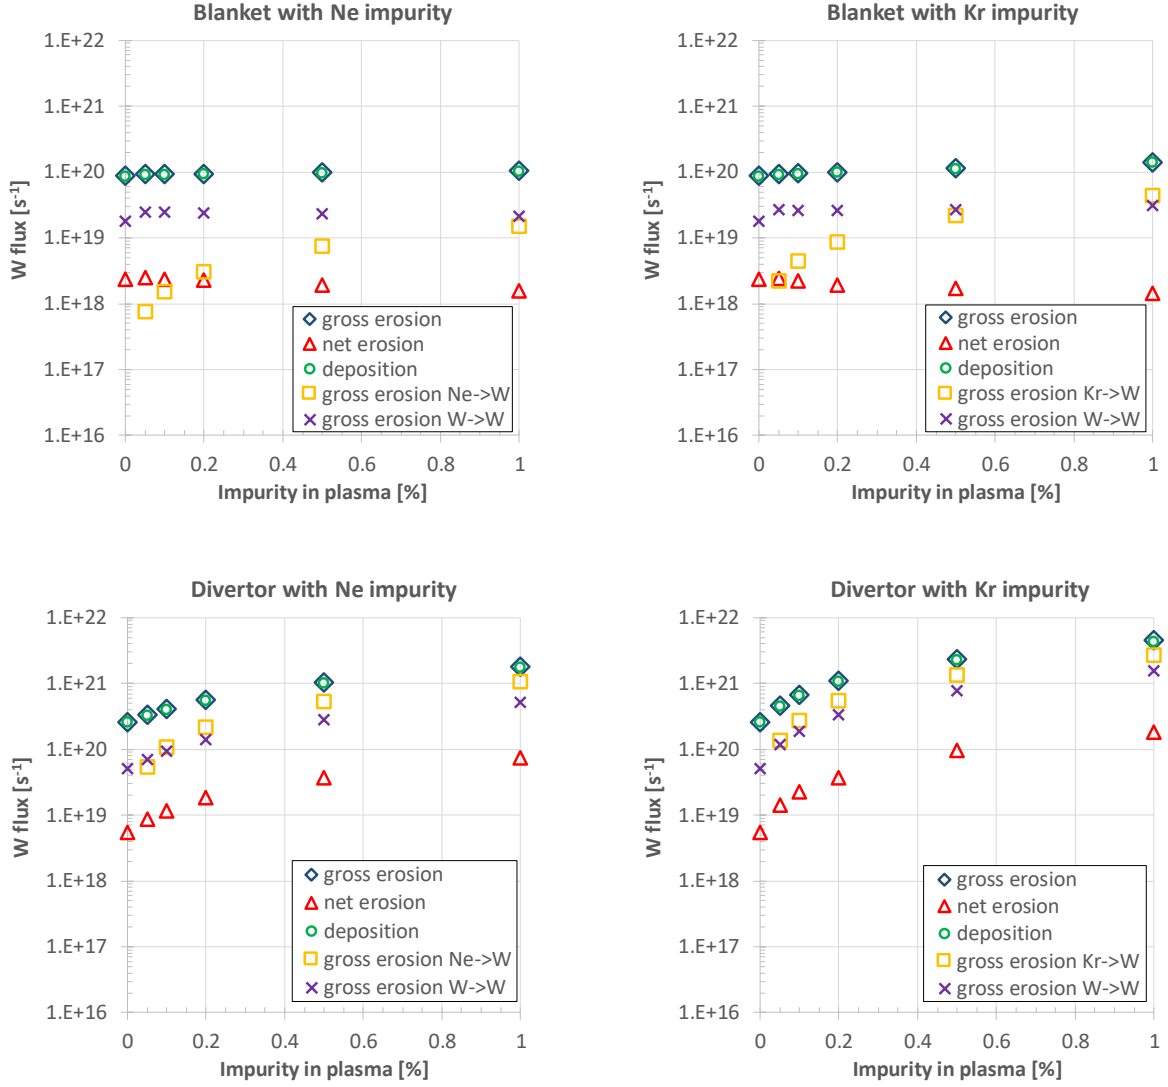 Blanket with Ne impurity
1.E+22
1.E+21
1.E+20
1.E+19
1.E+18
1.E+17
1.E+16
W flux [s-1]
gross erosion
net erosion
deposition
gross erosion Ne->W
gross erosion W->W
0 0.2 0.4 0.6 0.8 1
Impurity in plasma [%]
Blanket with Kr impurity
1.E+22
1.E+21
1.E+20
1.E+19
1.E+18
1.E+17
1.E+16
W flux [s-1]
gross erosion
net erosion
deposition
gross erosion Kr->W
gross erosion W->W
0 0.2 0.4 0.6 0.8 1
Impurity in plasma [%]
Divertor with Ne impurity
1.E+22
1.E+21
1.E+20
1.E+19
1.E+18
1.E+17
1.E+16
W flux [s-1]
gross erosion
net erosion
deposition
gross erosion Ne->W
gross erosion W->W
0 0.2 0.4 0.6 0.8 1
Impurity in plasma [%]
Divertor with Kr impurity
1.E+22
1.E+21
1.E+20
1.E+19
1.E+18
1.E+17
1.E+16
W flux [s-1]
gross erosion
net erosion
deposition
gross erosion Kr->W
gross erosion W->W
0 0.2 0.4 0.6 0.8 1
Impurity in plasma [%]